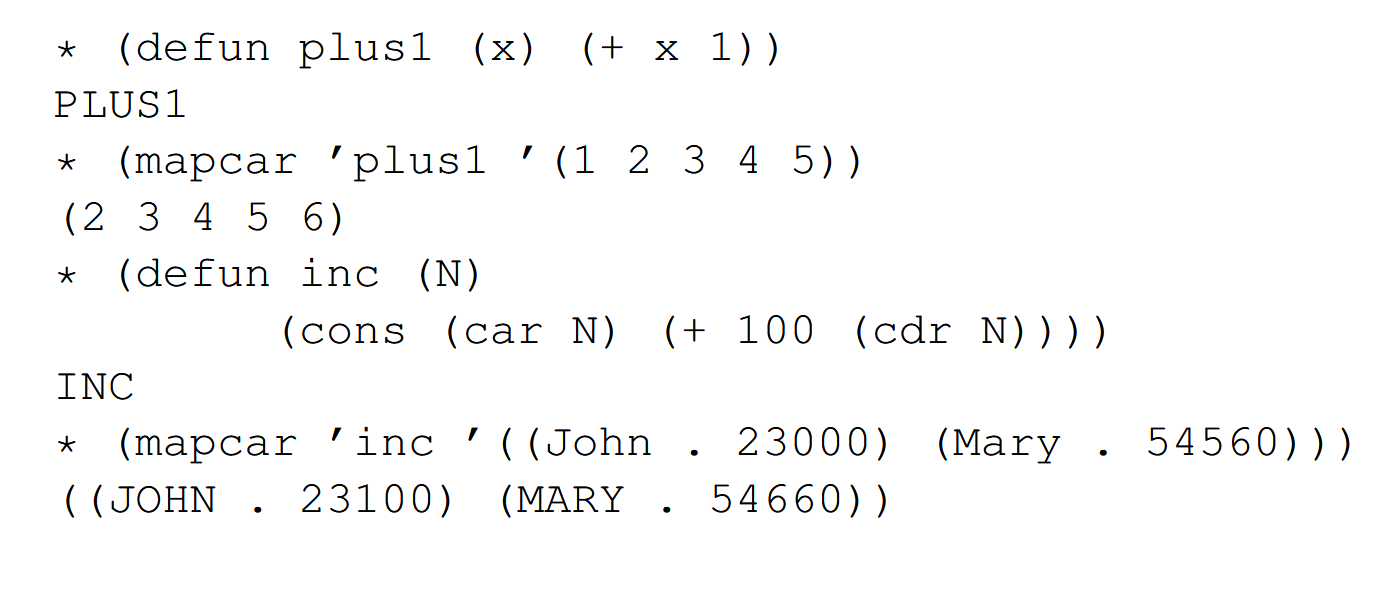 * (defun plus1 (x) (+ x 1))
PLUS1
* (mapcar ’plus1 ’(1 2 3 4 5))
(2 3 4 5 6)
* (defun inc (N)
(cons (car N) (+ 100 (cdr N))))
INC
* (mapcar ’inc ’((John . 23000) (Mary . 54560)))
((JOHN . 23100) (MARY . 54660))